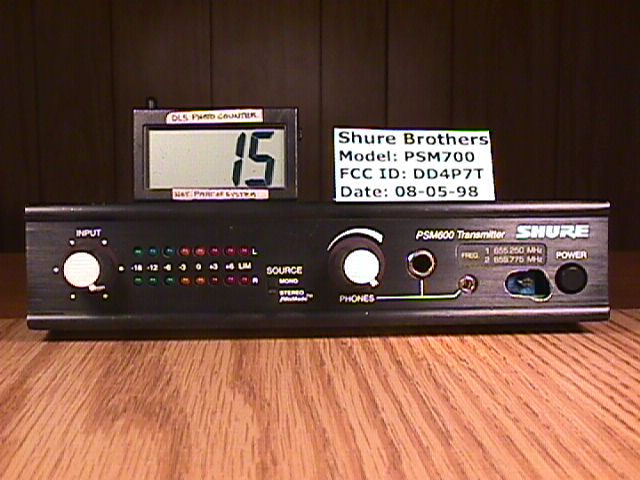 DLS PHOTO COUNTER
15
Shure Brothers
Model: PSM700
FCC ID: DD4P7T
Date: 08-05-98
INPUT
-18 -12 -6 -3 0 +3 +6 LIM
L
R
SOURCE
MONO
STEREO
/MixMode™
PHONES
PSM600 Transmitter
SHURE
FREQ.
1 655.250 MHz
2 658.775 MHz
POWER